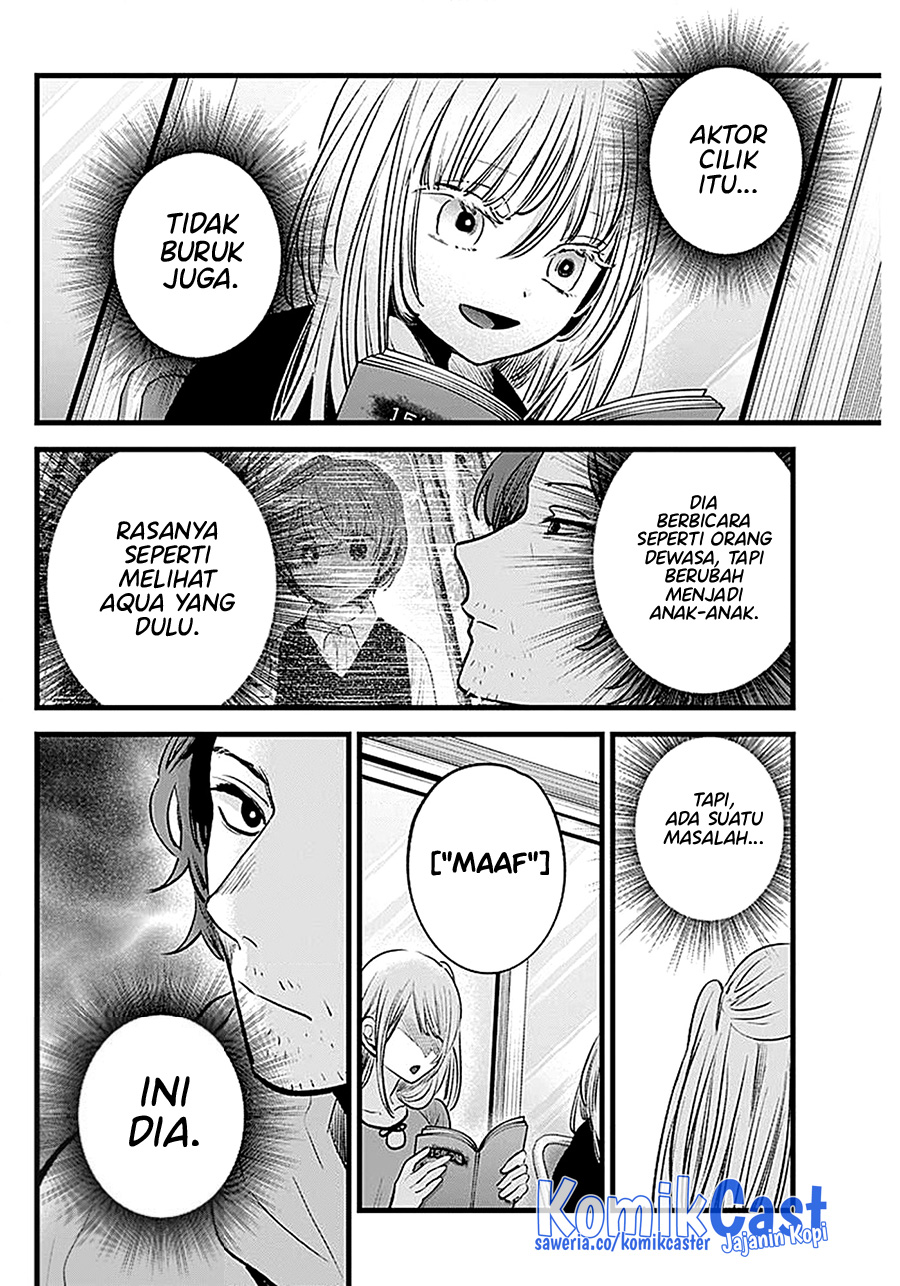 AKTOR
CILIK
ITU...
TIDAK
BURUK
JUGA.
DIA
BERBICARA
SEPERTI ORANG
DEWASA, TAPI
BERUBAH
MENJADI
ANAK-ANAK.
RASANYA
SEPERTI
MELIHAT
AQUA YANG
DULU.
TAPI,
ADA SUATU
MASALAH...
["MAAF"]
INI
DIA.
KomikCast
saweria.co/komikcaster
Jajanin Kopi